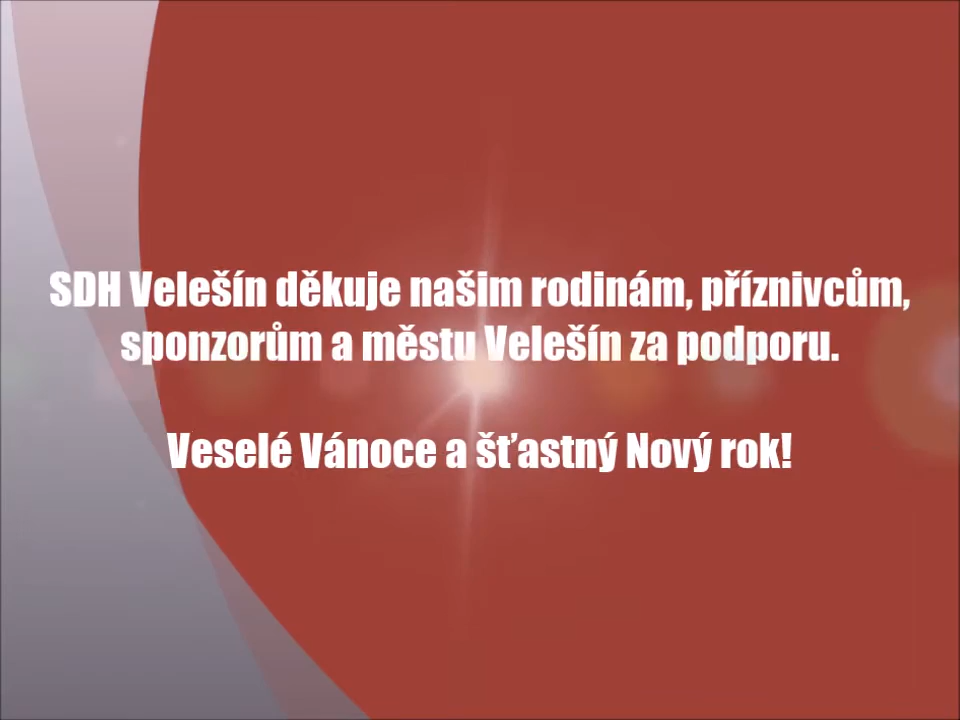 SDH Velešín děkuje našim rodinám, příznivcům,
sponzorům a městu Velešín za podporu.
Veselé Vánoce a šťastný Nový rok!